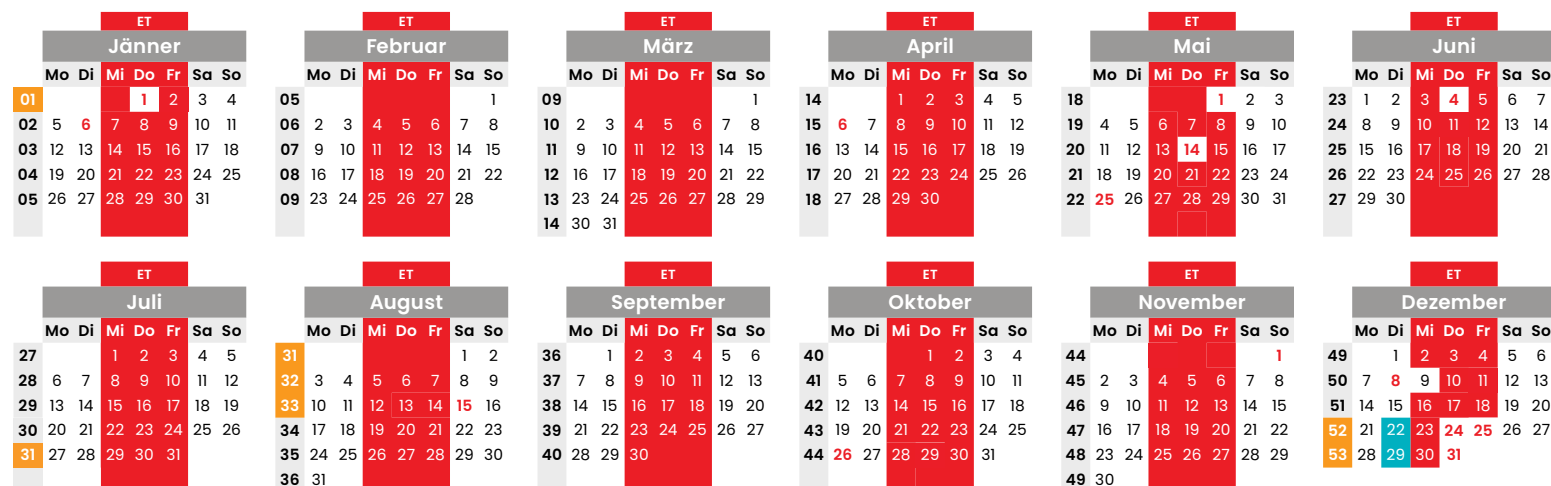 ET
Jänner
Mo Di Mi Do Fr Sa So
01 1 2 3 4
02 5 6 7 8 9 10 11
03 12 13 14 15 16 17 18
04 19 20 21 22 23 24 25
05 26 27 28 29 30 31
ET
Februar
Mo Di Mi Do Fr Sa So
05 1
06 2 3 4 5 6 7 8
07 9 10 11 12 13 14 15
08 16 17 18 19 20 21 22
09 23 24 25 26 27 28
ET
März
Mo Di Mi Do Fr Sa So
09 1
10 2 3 4 5 6 7 8
11 9 10 11 12 13 14 15
12 16 17 18 19 20 21 22
13 23 24 25 26 27 28 29
14 30 31
ET
April
Mo Di Mi Do Fr Sa So
14 1 2 3 4 5
15 6 7 8 9 10 11 12
16 13 14 15 16 17 18 19
17 20 21 22 23 24 25 26
18 27 28 29 30
ET
Mai
Mo Di Mi Do Fr Sa So
18 1 2 3
19 4 5 6 7 8 9 10
20 11 12 13 14 15 16 17
21 18 19 20 21 22 23 24
22 25 26 27 28 29 30 31
ET
Juni
Mo Di Mi Do Fr Sa So
23 1 2 3 4 5 6 7
24 8 9 10 11 12 13 14
25 15 16 17 18 19 20 21
26 22 23 24 25 26 27 28
27 29 30
ET
Juli
Mo Di Mi Do Fr Sa So
27 1 2 3 4 5
28 6 7 8 9 10 11 12
29 13 14 15 16 17 18 19
30 20 21 22 23 24 25 26
31 27 28 29 30 31
ET
August
Mo Di Mi Do Fr Sa So
31 1 2
32 3 4 5 6 7 8 9
33 10 11 12 13 14 15 16
34 17 18 19 20 21 22 23
35 24 25 26 27 28 29 30
36 31
ET
September
Mo Di Mi Do Fr Sa So
36 1 2 3 4 5 6
37 7 8 9 10 11 12 13
38 14 15 16 17 18 19 20
39 21 22 23 24 25 26 27
40 28 29 30
ET
Oktober
Mo Di Mi Do Fr Sa So
40 1 2 3 4
41 5 6 7 8 9 10 11
42 12 13 14 15 16 17 18
43 19 20 21 22 23 24 25
44 26 27 28 29 30 31
ET
November
Mo Di Mi Do Fr Sa So
44 1
45 2 3 4 5 6 7 8
46 9 10 11 12 13 14 15
47 16 17 18 19 20 21 22
48 23 24 25 26 27 28 29
49 30
ET
Dezember
Mo Di Mi Do Fr Sa So
49 1 2 3 4 5 6
50 7 8 9 10 11 12 13
51 14 15 16 17 18 19 20
52 21 22 23 24 25 26 27
53 28 29 30 31